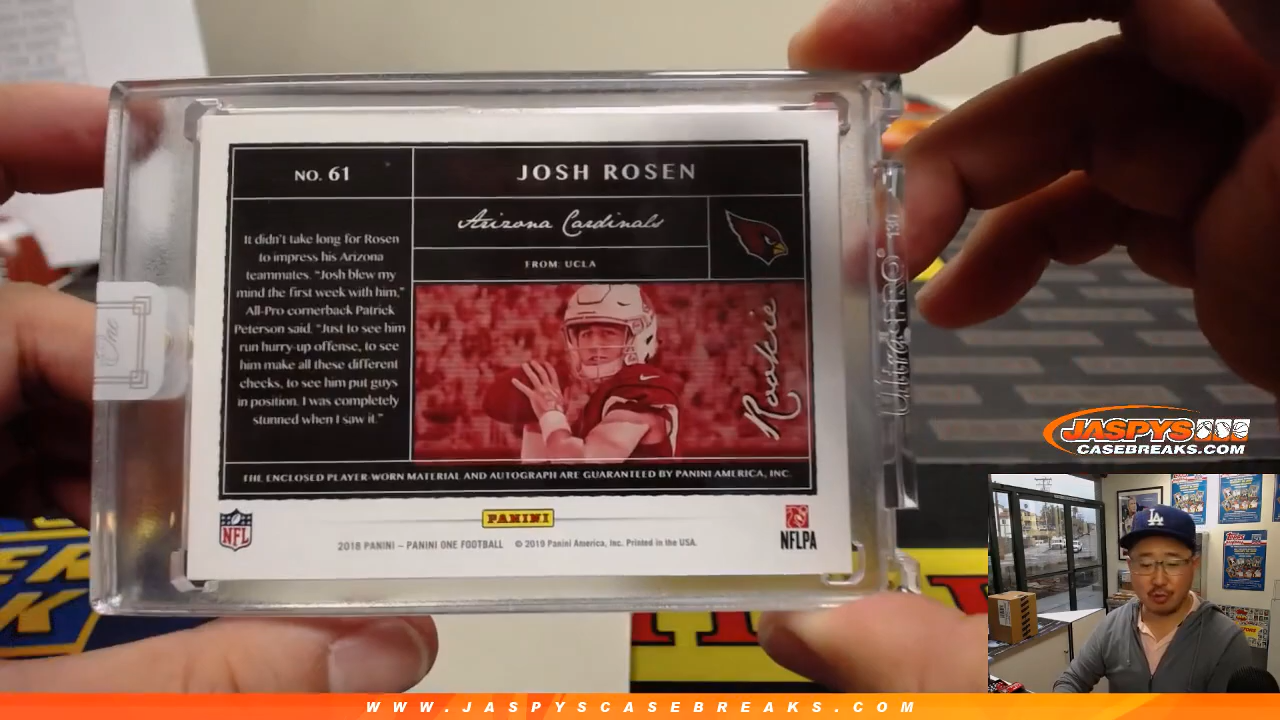 NO. 61
JOSH ROSEN
Arizona Cardinals
FROM: UCLA
It didn't take long for Rosen
to impress his Arizona
teammates. "Josh blew my
mind the first week with him,"
All-Pro cornerback Patrick
Peterson said. "Just to see him
run hurry-up offense, to see
him make all these different
checks, to see him put guys
in position. I was completely
stunned when I saw it."
Rookie
THE ENCLOSED PLAYER-WORN MATERIAL AND AUTOGRAPH ARE GUARANTEED BY PANINI AMERICA, INC.
NFL
PANINI
NFLPA
2018 PANINI – PANINI ONE FOOTBALL © 2019 Panini America, Inc. Printed in the USA.
One
UltraPRO 130
JASPYS
CASEBREAKS.COM
LA
Topps
WWW.JASPYSCASEBREAKS.COM